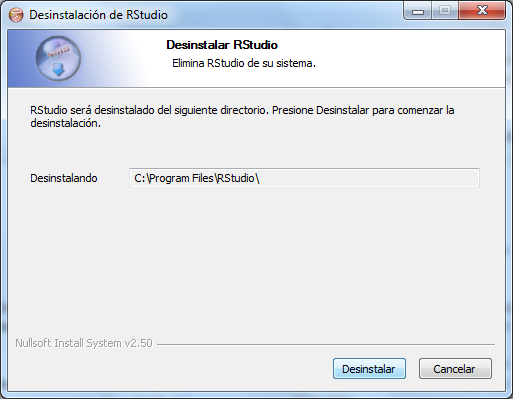 Desinstalación de RStudio
Desinstalar RStudio
Elimina RStudio de su sistema.
RStudio será desinstalado del siguiente directorio. Presione Desinstalar para comenzar la
desinstalación.
Desinstalando C:\Program Files\RStudio\
Nullsoft Install System v2.50
Desinstalar Cancelar